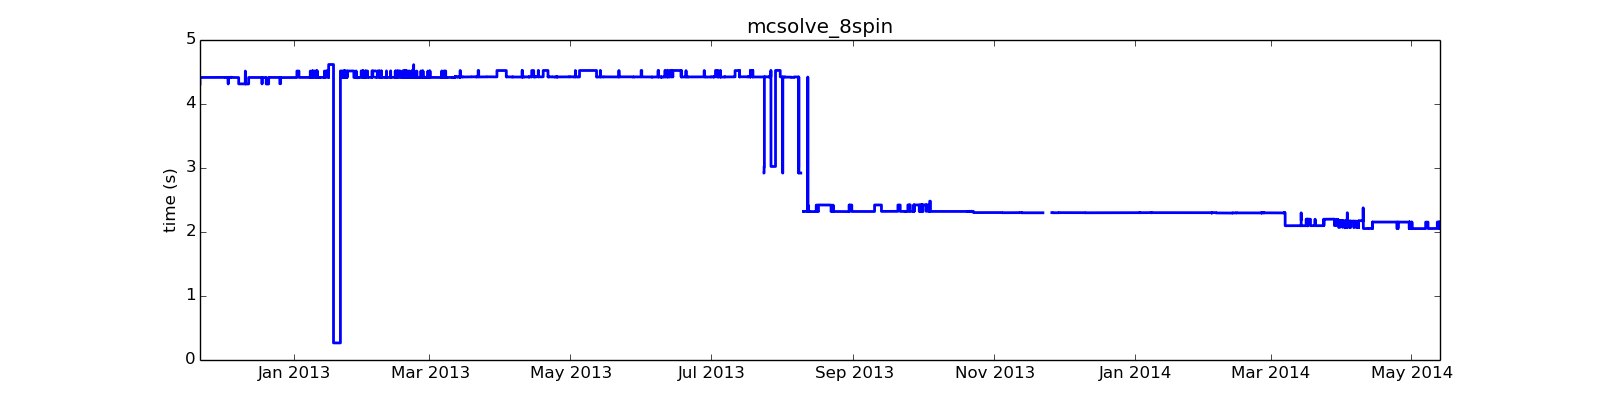 mcsolve_8spin
5
4
3
2
1
0
time (s)
Jan 2013
Mar 2013
May 2013
Jul 2013
Sep 2013
Nov 2013
Jan 2014
Mar 2014
May 2014